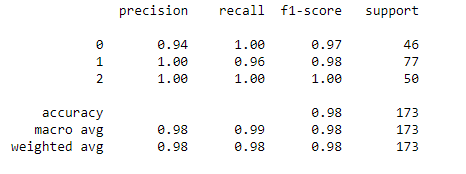 precision recall f1-score support
0 0.94 1.00 0.97 46
1 1.00 0.96 0.98 77
2 1.00 1.00 1.00 50
accuracy 0.98 173
macro avg 0.98 0.99 0.98 173
weighted avg 0.98 0.98 0.98 173